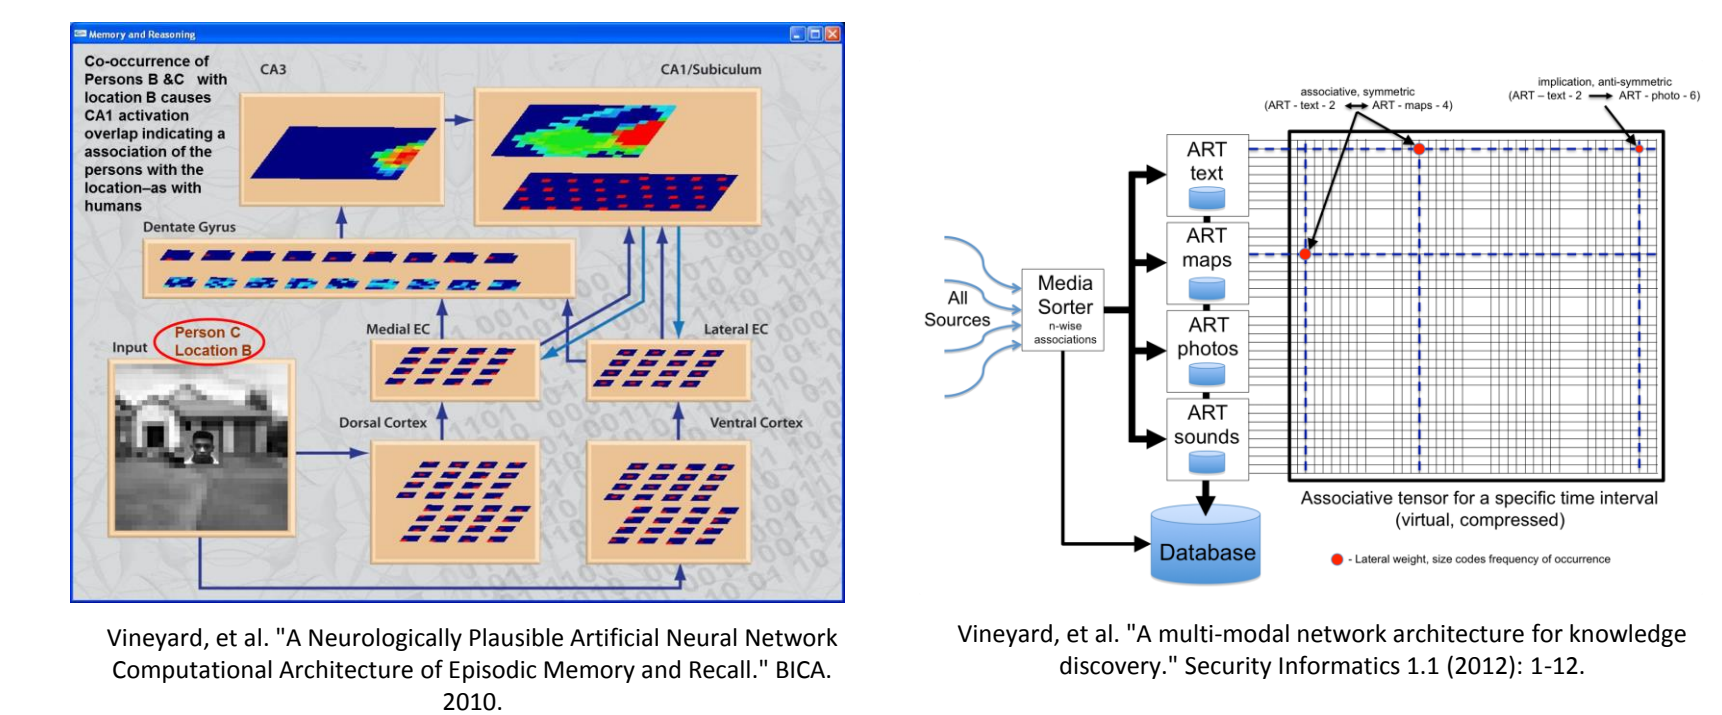 Memory and Reasoning
Co-occurrence of
Persons B &C with
location B causes
CA1 activation
overlap indicating a
association of the
persons with the
location–as with
humans
CA3
CA1/Subiculum
Dentate Gyrus
Medial EC
Lateral EC
Input
Person C
Location B
Dorsal Cortex
Ventral Cortex
Vineyard, et al. "A Neurologically Plausible Artificial Neural Network
Computational Architecture of Episodic Memory and Recall." BICA.
2010.
implication, anti-symmetric
(ART – text - 2 → ART - photo - 6)
associative, symmetric
(ART - text - 2 ↔ ART - maps - 4)
All
Sources
Media
Sorter
n-wise
associations
ART
text
ART
maps
ART
photos
ART
sounds
Database
Associative tensor for a specific time interval
(virtual, compressed)
- Lateral weight, size codes frequency of occurrence
Vineyard, et al. "A multi-modal network architecture for knowledge
discovery." Security Informatics 1.1 (2012): 1-12.